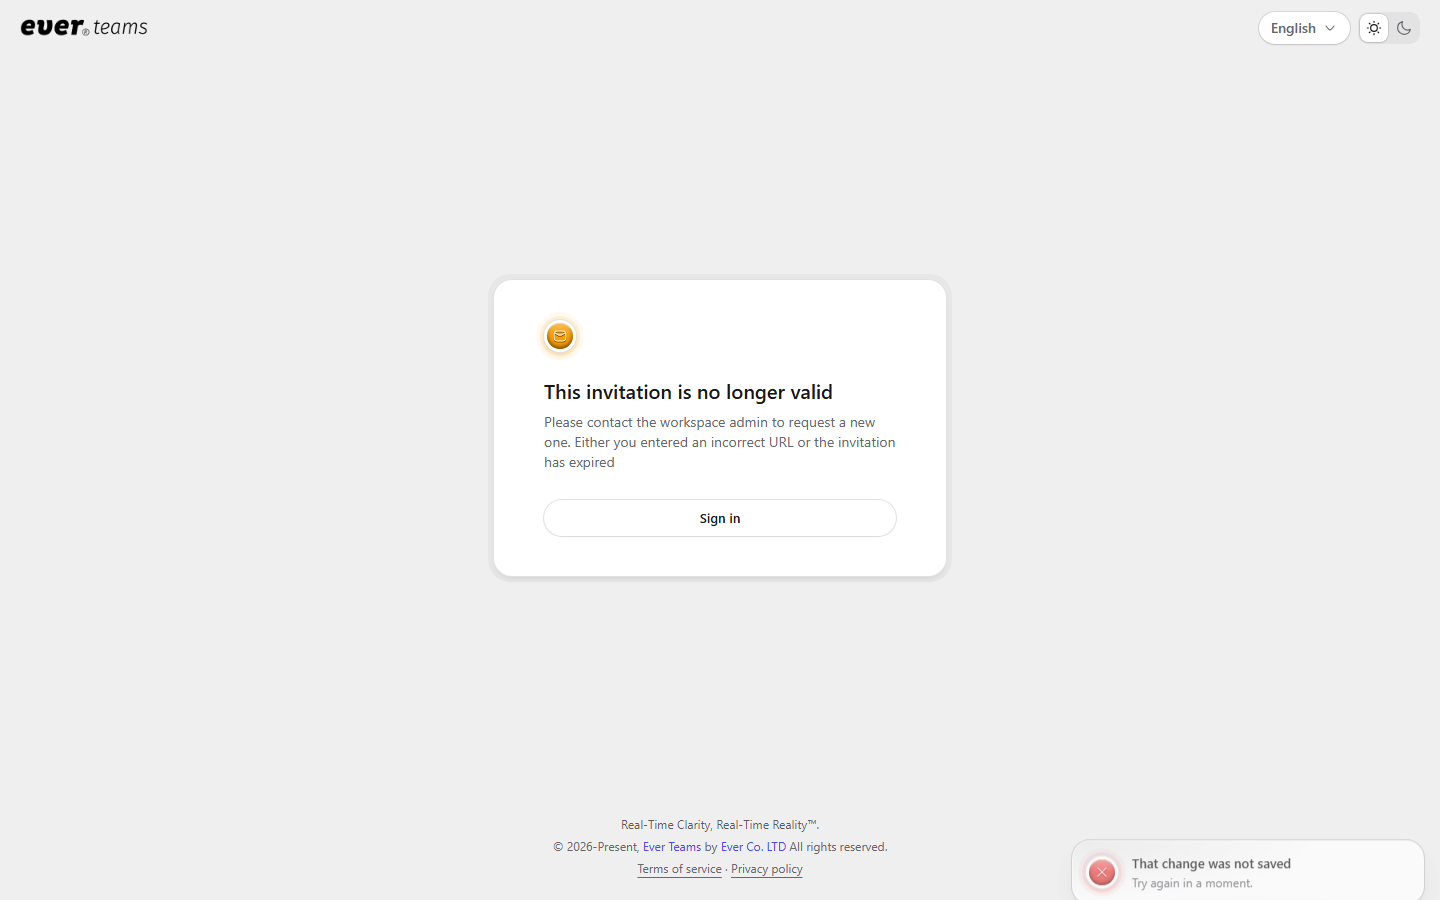 ever® teams
English
This invitation is no longer valid
Please contact the workspace admin to request a new
one. Either you entered an incorrect URL or the invitation
has expired
Sign in
Real-Time Clarity, Real-Time Reality™.
© 2026-Present, Ever Teams by Ever Co. LTD All rights reserved.
Terms of service · Privacy policy
That change was not saved
Try again in a moment.